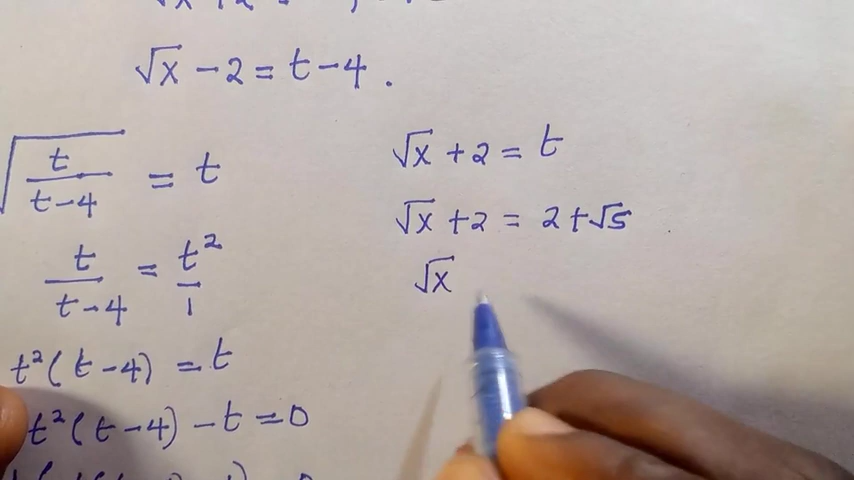 √x - 2 = t - 4 .
√(t/(t-4)) = t
t/(t-4) = t²/1
t²(t-4) = t
t²(t-4) - t = 0
√x + 2 = t
√x + 2 = 2 + √5
√x